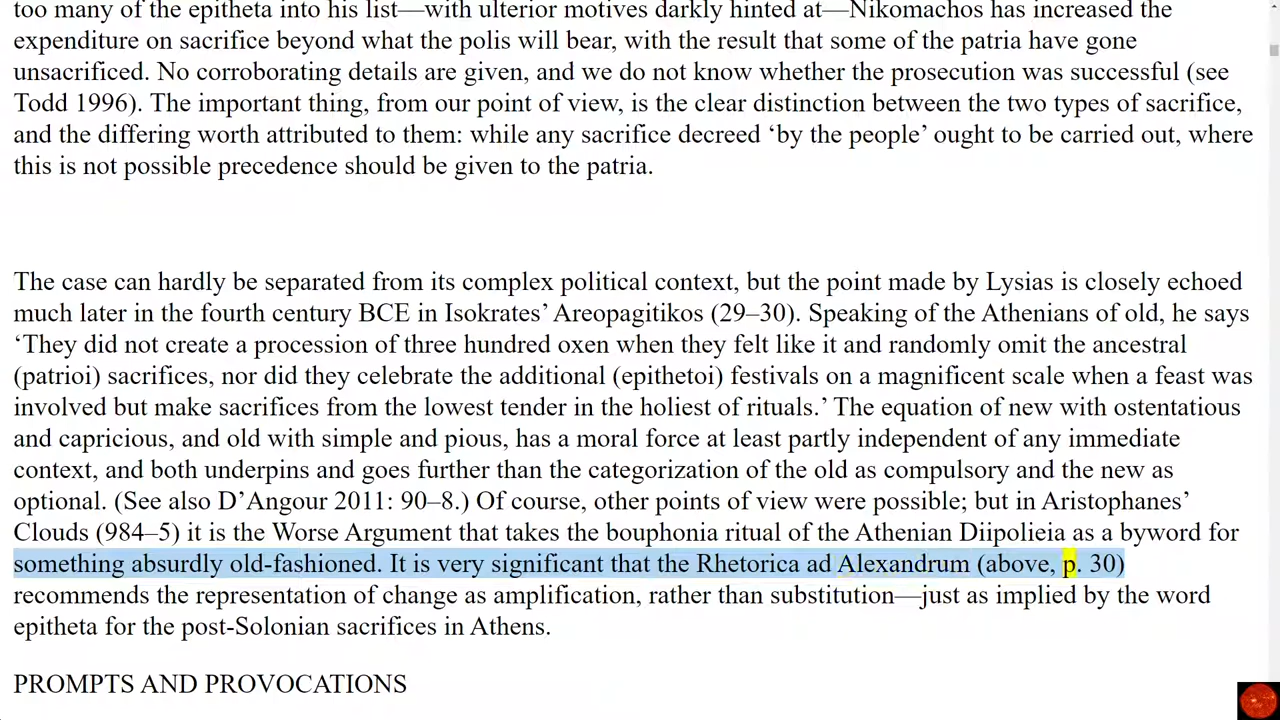 too many of the epitheta into his list—with ulterior motives darkly hinted at—Nikomachos has increased the
expenditure on sacrifice beyond what the polis will bear, with the result that some of the patria have gone
unsacrificed. No corroborating details are given, and we do not know whether the prosecution was successful (see
Todd 1996). The important thing, from our point of view, is the clear distinction between the two types of sacrifice,
and the differing worth attributed to them: while any sacrifice decreed ‘by the people’ ought to be carried out, where
this is not possible precedence should be given to the patria.
The case can hardly be separated from its complex political context, but the point made by Lysias is closely echoed
much later in the fourth century BCE in Isokrates’ Areopagitikos (29–30). Speaking of the Athenians of old, he says
‘They did not create a procession of three hundred oxen when they felt like it and randomly omit the ancestral
(patrioi) sacrifices, nor did they celebrate the additional (epithetoi) festivals on a magnificent scale when a feast was
involved but make sacrifices from the lowest tender in the holiest of rituals.’ The equation of new with ostentatious
and capricious, and old with simple and pious, has a moral force at least partly independent of any immediate
context, and both underpins and goes further than the categorization of the old as compulsory and the new as
optional. (See also D’Angour 2011: 90–8.) Of course, other points of view were possible; but in Aristophanes’
Clouds (984–5) it is the Worse Argument that takes the bouphonia ritual of the Athenian Diipolieia as a byword for
something absurdly old-fashioned. It is very significant that the Rhetorica ad Alexandrum (above, p. 30)
recommends the representation of change as amplification, rather than substitution—just as implied by the word
epitheta for the post-Solonian sacrifices in Athens.
PROMPTS AND PROVOCATIONS